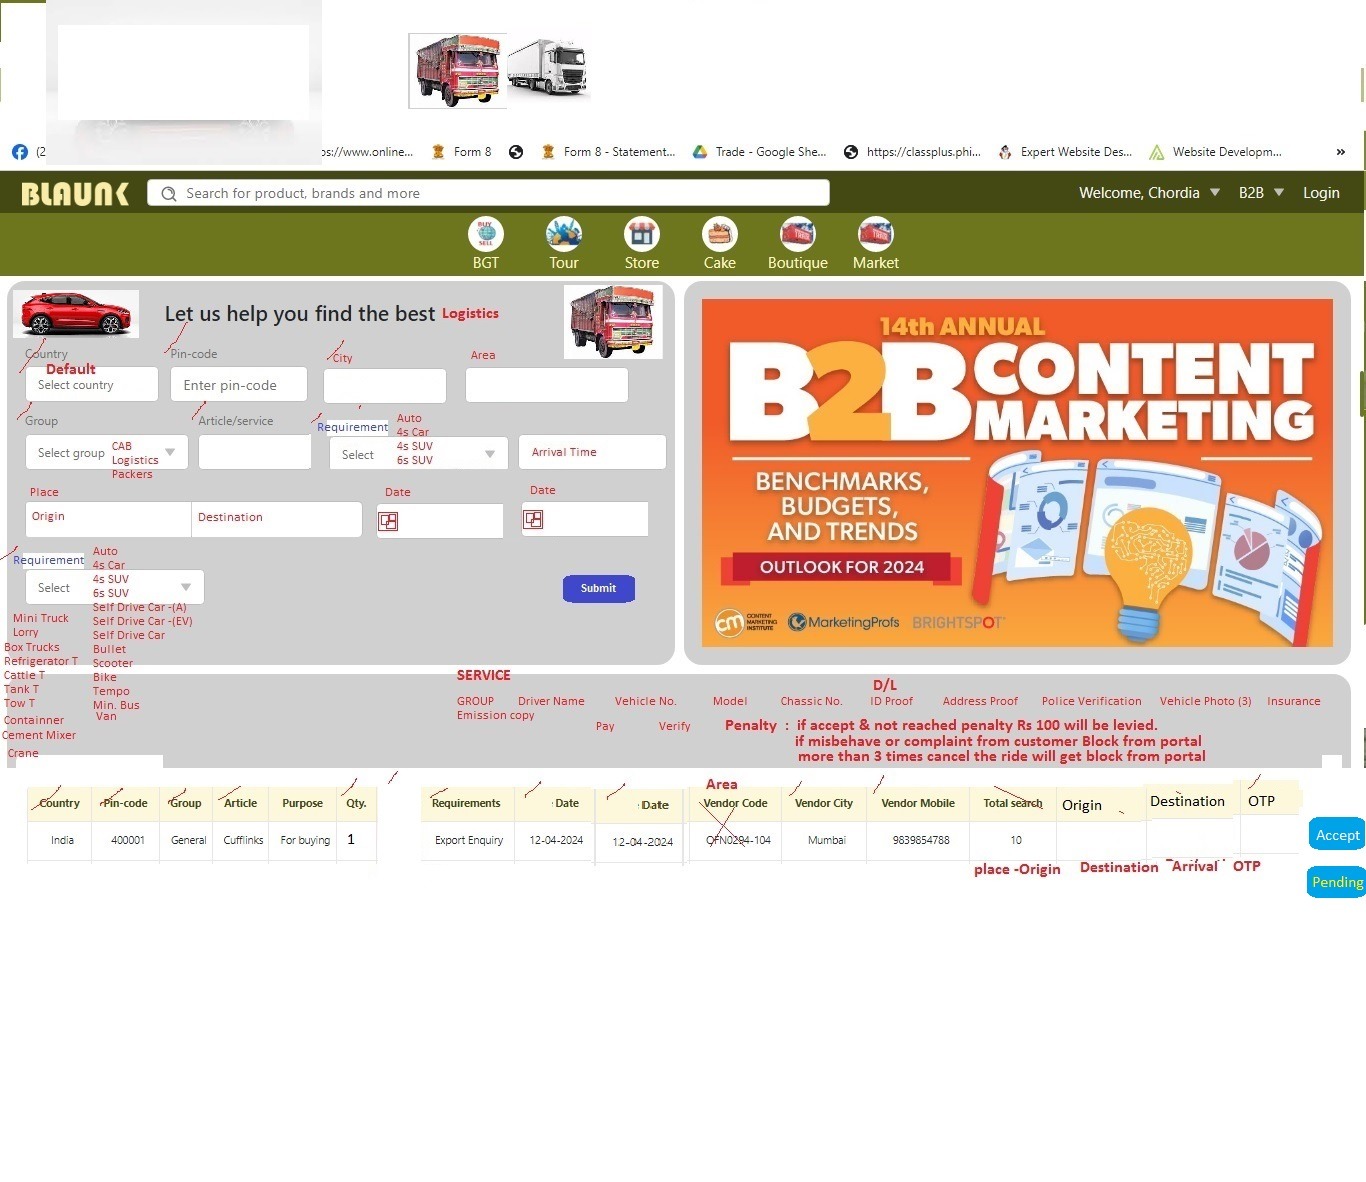 (2
ps://www.online...
Form 8
Form 8 - Statement...
Trade - Google She...
https://classplus.phi...
Expert Website Des...
Website Developm...
»
BLAUNK
Search for product, brands and more
Welcome, Chordia
B2B
Login
BUY
SELL
BGT
Tour
Store
Cake
Boutique
Market
Let us help you find the best Logistics
Country
Pin-code
City
Area
Default
Select country
Enter pin-code
Group
Article/service
Requirement
Auto
4s Car
4s SUV
6s SUV
Select group
CAB
Logistics
Packers
Select
Arrival Time
Place
Date
Date
Origin
Destination
Requirement
Select
Auto
4s Car
4s SUV
6s SUV
Self Drive Car -(A)
Self Drive Car -(EV)
Self Drive Car
Bullet
Scooter
Bike
Tempo
Min. Bus
Van
Submit
Mini Truck
Lorry
Box Trucks
Refrigerator T
Cattle T
Tank T
Tow T
Containner
Cement Mixer
Crane
14th ANNUAL
B2B CONTENT
MARKETING
BENCHMARKS,
BUDGETS,
AND TRENDS
OUTLOOK FOR 2024
cm CONTENT
MARKETING
INSTITUTE
MarketingProfs
BRIGHTSPOT
SERVICE
D/L
GROUP Driver Name Vehicle No. Model Chassic No. ID Proof Address Proof Police Verification Vehicle Photo (3) Insurance
Emission copy
Pay Verify
Penalty : if accept & not reached penalty Rs 100 will be levied.
if misbehave or complaint from customer Block from portal
more than 3 times cancel the ride will get block from portal
Area
Country Pin-code Group Article Purpose Qty. Requirements Date Date Vendor Code Vendor City Vendor Mobile Total search Origin Destination OTP
India 400001 General Cufflinks For buying 1 Export Enquiry 12-04-2024 12-04-2024 OFN0294-104 Mumbai 9839854788 10
Accept
place -Origin Destination Arrival OTP
Pending